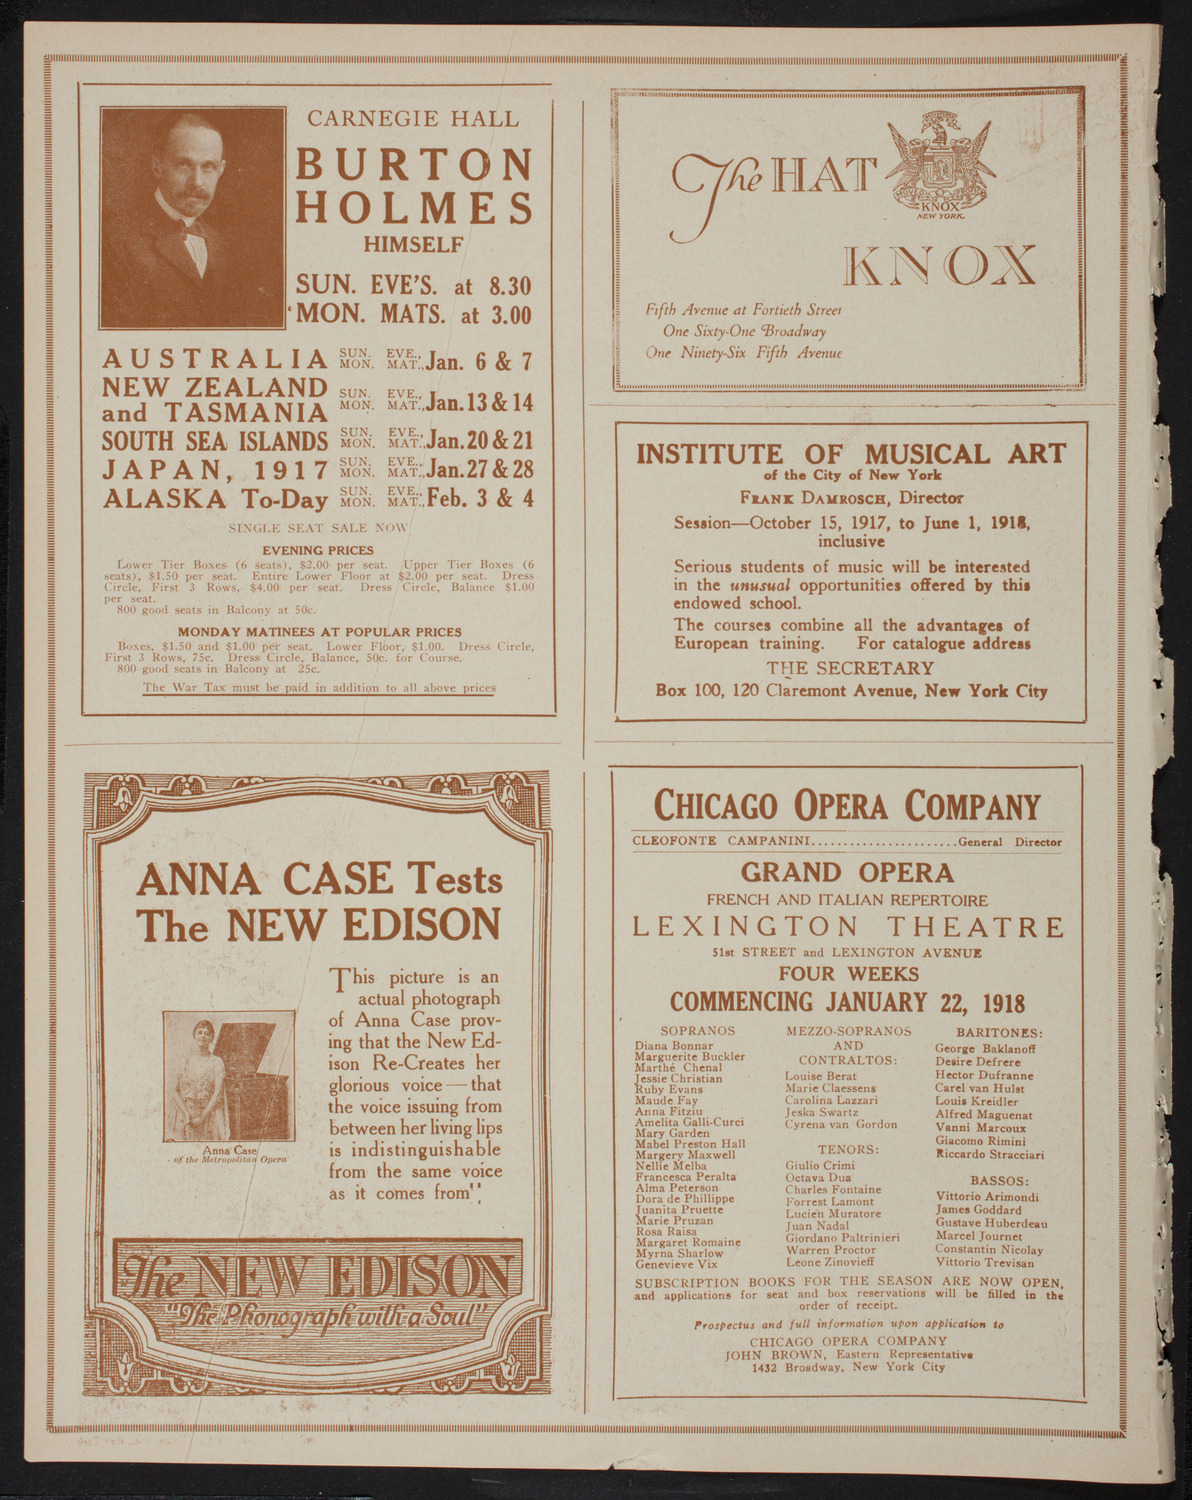 CARNEGIE HALL
BURTON
HOLMES
HIMSELF
SUN. EVE'S. at 8.30
MON. MATS. at 3.00
AUSTRALIA SUN. EVE., MON. MAT., Jan. 6 & 7
NEW ZEALAND
and TASMANIA SUN. EVE., MON. MAT., Jan. 13 & 14
SOUTH SEA ISLANDS SUN. EVE., MON. MAT., Jan. 20 & 21
JAPAN, 1917 SUN. EVE., MON. MAT., Jan. 27 & 28
ALASKA To-Day SUN. EVE., MON. MAT., Feb. 3 & 4
SINGLE SEAT SALE NOW
EVENING PRICES
Lower Tier Boxes (6 seats), $2.00 per seat. Upper Tier Boxes (6
seats), $1.50 per seat. Entire Lower Floor at $2.00 per seat. Dress
Circle, First 3 Rows, $4.00 per seat. Dress Circle, Balance $1.00
per seat.
800 good seats in Balcony at 50c.
MONDAY MATINEES AT POPULAR PRICES
Boxes, $1.50 and $1.00 per seat. Lower Floor, $1.00. Dress Circle,
First 3 Rows, 75c. Dress Circle, Balance, 50c. for Course.
800 good seats in Balcony at 25c.
The War Tax must be paid in addition to all above prices
The HAT
KNOX
NEW YORK
KNOX
Fifth Avenue at Fortieth Street
One Sixty-One Broadway
One Ninety-Six Fifth Avenue
INSTITUTE OF MUSICAL ART
of the City of New York
FRANK DAMROSCH, Director
Session—October 15, 1917, to June 1, 1918,
inclusive
Serious students of music will be interested
in the unusual opportunities offered by this
endowed school.
The courses combine all the advantages of
European training. For catalogue address
THE SECRETARY
Box 100, 120 Claremont Avenue, New York City
ANNA CASE Tests
The NEW EDISON
This picture is an
actual photograph
of Anna Case prov-
ing that the New Ed-
ison Re-Creates her
glorious voice—that
the voice issuing from
between her living lips
is indistinguishable
from the same voice
as it comes from"!
Anna Case
of the Metropolitan Opera
The NEW EDISON
"The Phonograph with a Soul"
CHICAGO OPERA COMPANY
CLEOFONTE CAMPANINI.......................General Director
GRAND OPERA
FRENCH AND ITALIAN REPERTOIRE
LEXINGTON THEATRE
51st STREET and LEXINGTON AVENUE
FOUR WEEKS
COMMENCING JANUARY 22, 1918
SOPRANOS
Diana Bonnar
Marguerite Buckler
Marthé Chenal
Jessie Christian
Ruby Evans
Maude Fay
Anna Fitziu
Amelita Galli-Curci
Mary Garden
Mabel Preston Hall
Margery Maxwell
Nellie Melba
Francesca Peralta
Alma Peterson
Dora de Phillippe
Juanita Pruette
Marie Pruzan
Rosa Raisa
Margaret Romaine
Myrna Sharlow
Genevieve Vix
MEZZO-SOPRANOS
AND
CONTRALTOS:
Louise Berat
Marie Claessens
Carolina Lazzari
Jeska Swartz
Cyrena van Gordon
TENORS:
Giulio Crimi
Octava Dua
Charles Fontaine
Forrest Lamont
Lucien Muratore
Juan Nadal
Giordano Paltrinieri
Warren Proctor
Leone Zinovieff
BARITONES:
George Baklanoff
Desire Defrere
Hector Dufranne
Carel van Hulst
Louis Kreidler
Alfred Maguenat
Vanni Marcoux
Giacomo Rimini
Riccardo Stracciari
BASSOS:
Vittorio Arimondi
James Goddard
Gustave Huberdeau
Marcel Journet
Constantin Nicolay
Vittorio Trevisan
SUBSCRIPTION BOOKS FOR THE SEASON ARE NOW OPEN,
and applications for seat and box reservations will be filled in the
order of receipt.
Prospectus and full information upon application to
CHICAGO OPERA COMPANY
JOHN BROWN, Eastern Representative
1432 Broadway, New York City